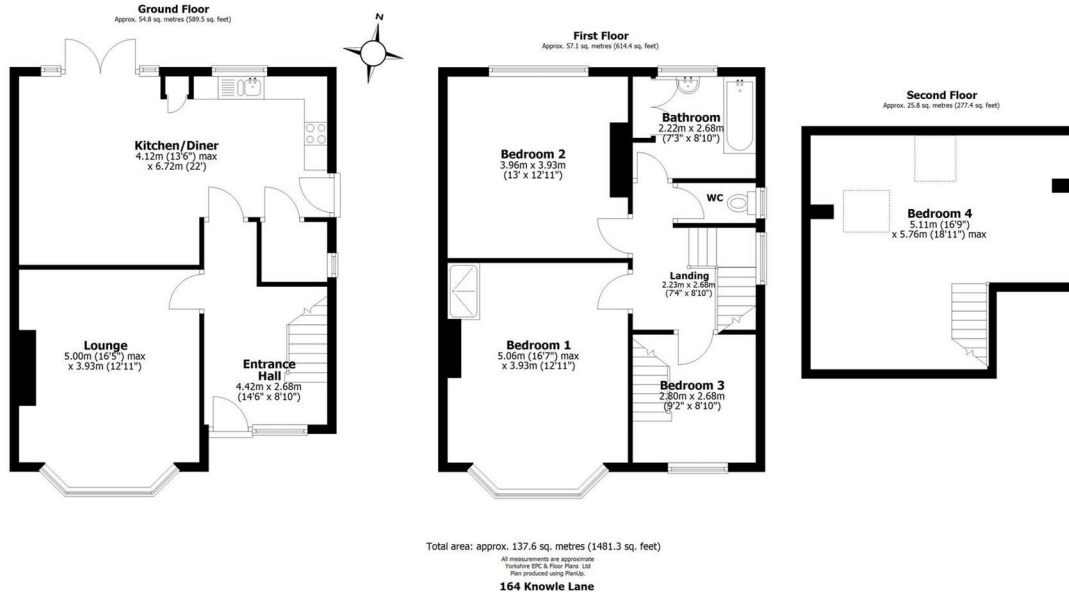 Ground Floor
Approx. 54.8 sq. metres (589.5 sq. feet)
N
Kitchen/Diner
4.12m (13'6") max
x 6.72m (22')
Lounge
5.00m (16'5") max
x 3.93m (12'11")
Entrance
Hall
4.42m x 2.68m
(14'6" x 8'10")
First Floor
Approx. 57.1 sq. metres (614.4 sq. feet)
Bedroom 2
3.96m x 3.93m
(13' x 12'11")
Bathroom
2.22m x 2.68m
(7'3" x 8'10")
WC
Landing
2.23m x 2.68m
(7'4" x 8'10")
Bedroom 1
5.06m (16'7") max
x 3.93m (12'11")
Bedroom 3
2.80m x 2.68m
(9'2" x 8'10")
Second Floor
Approx. 25.8 sq. metres (277.4 sq. feet)
Bedroom 4
5.11m (16'9")
x 5.76m (18'11") max
Total area: approx. 137.6 sq. metres (1481.3 sq. feet)
All measurements are approximate
Yorkshire EPC & Floor Plans Ltd
Plan produced using PlanUp.
164 Knowle Lane